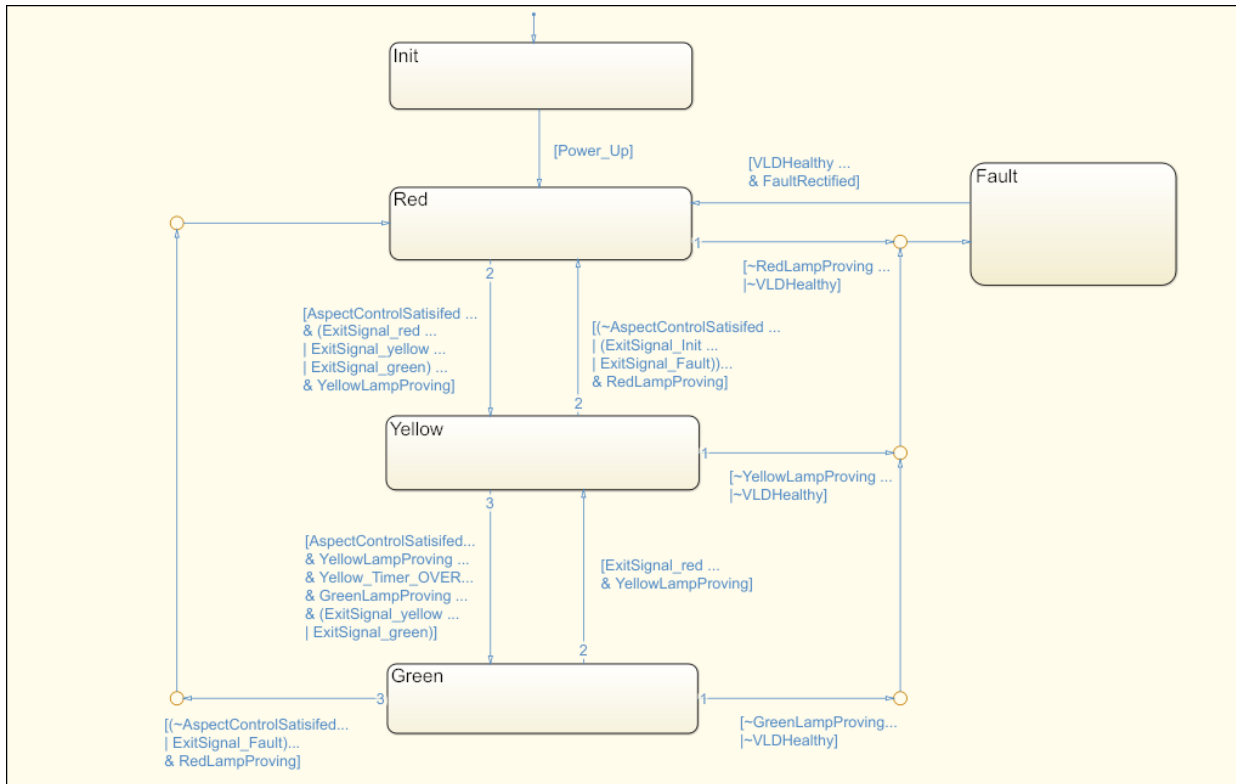 Init
[Power_Up]
[VLDHealthy ...
& FaultRectified]
Fault
Red
1
2
[~RedLampProving ...
|~VLDHealthy]
[AspectControlSatisifed ...
& (ExitSignal_red ...
| ExitSignal_yellow ...
| ExitSignal_green) ...
& YellowLampProving]
[(~AspectControlSatisifed ...
| (ExitSignal_Init ...
| ExitSignal_Fault))...
& RedLampProving]
2
Yellow
1
3
[~YellowLampProving ...
|~VLDHealthy]
[AspectControlSatisifed...
& YellowLampProving ...
& Yellow_Timer_OVER...
& GreenLampProving ...
& (ExitSignal_yellow ...
| ExitSignal_green)]
[ExitSignal_red ...
& YellowLampProving]
2
Green
3
1
[(~AspectControlSatisifed...
| ExitSignal_Fault)...
& RedLampProving]
[~GreenLampProving...
|~VLDHealthy]